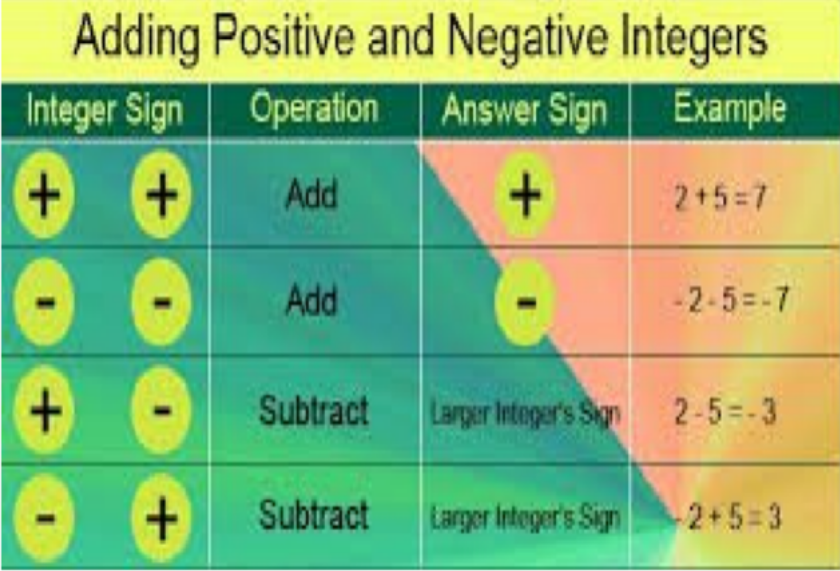 Adding Positive and Negative Integers
Integer Sign Operation Answer Sign Example
+ + Add + 2 + 5 = 7
- - Add - - 2 - 5 = - 7
+ - Subtract Larger Integer's Sign 2 - 5 = - 3
- + Subtract Larger Integer's Sign - 2 + 5 = 3